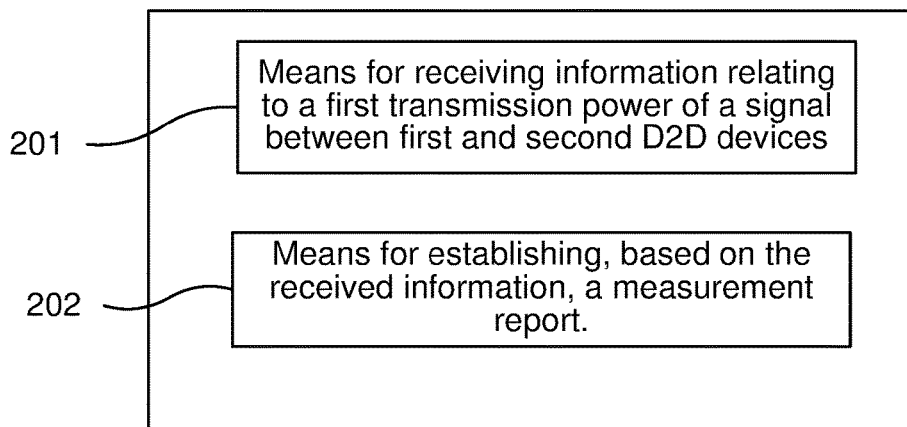 Means for receiving information relating
to a first transmission power of a signal
between first and second D2D devices
201
Means for establishing, based on the
received information, a measurement
report.
202